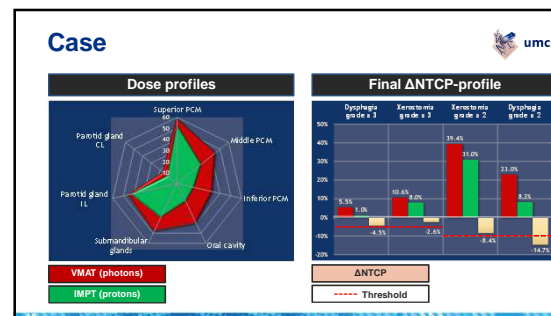 Case
umc
Dose profiles
Superior PCM
60
50
40
30
20
10
0
Middle PCM
Inferior PCM
Oral cavity
Submandibular
glands
Parotid gland
IL
Parotid gland
CL
VMAT (photons)
IMPT (protons)
Final ΔNTCP-profile
Dysphagia
grade ≥ 3
Xerostomia
grade ≥ 3
Xerostomia
grade ≥ 2
Dysphagia
grade ≥ 2
50%
40%
30%
20%
10%
0%
-10%
-20%
5.5%
1.0%
-4.5%
10.6%
8.0%
-2.6%
39.4%
31.0%
-8.4%
23.0%
8.3%
-14.7%
ΔNTCP
Threshold